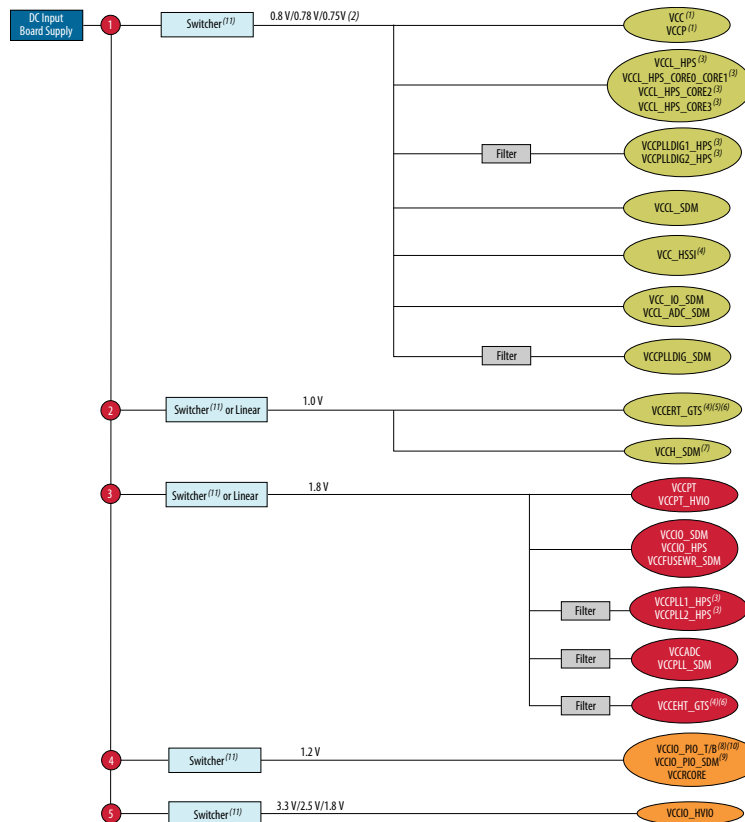 DC Input
Board Supply
1
Switcher (11)
0.8 V/0.78 V/0.75V (2)
VCC (1)
VCCP (1)
VCCL_HPS (3)
VCCL_HPS_CORE0_CORE1 (3)
VCCL_HPS_CORE2 (3)
VCCL_HPS_CORE3 (3)
Filter
VCCPLLDIG1_HPS (3)
VCCPLLDIG2_HPS (3)
VCCL_SDM
VCC_HSSI (4)
VCC_IO_SDM
VCCL_ADC_SDM
Filter
VCCPLLDIG_SDM
2
Switcher (11) or Linear
1.0 V
VCCERT_GTS (4)(5)(6)
VCCH_SDM (7)
3
Switcher (11) or Linear
1.8 V
VCCPT
VCCPT_HVIO
VCCIO_SDM
VCCIO_HPS
VCCFUSEWR_SDM
Filter
VCCPLL1_HPS (3)
VCCPLL2_HPS (3)
Filter
VCCADC
VCCPLL_SDM
Filter
VCCEHT_GTS (4)(6)
4
Switcher (11)
1.2 V
VCCIO_PIO_T/B (8)(10)
VCCIO_PIO_SDM (9)
VCCRCORE
5
Switcher (11)
3.3 V/2.5 V/1.8 V
VCCIO_HVIO